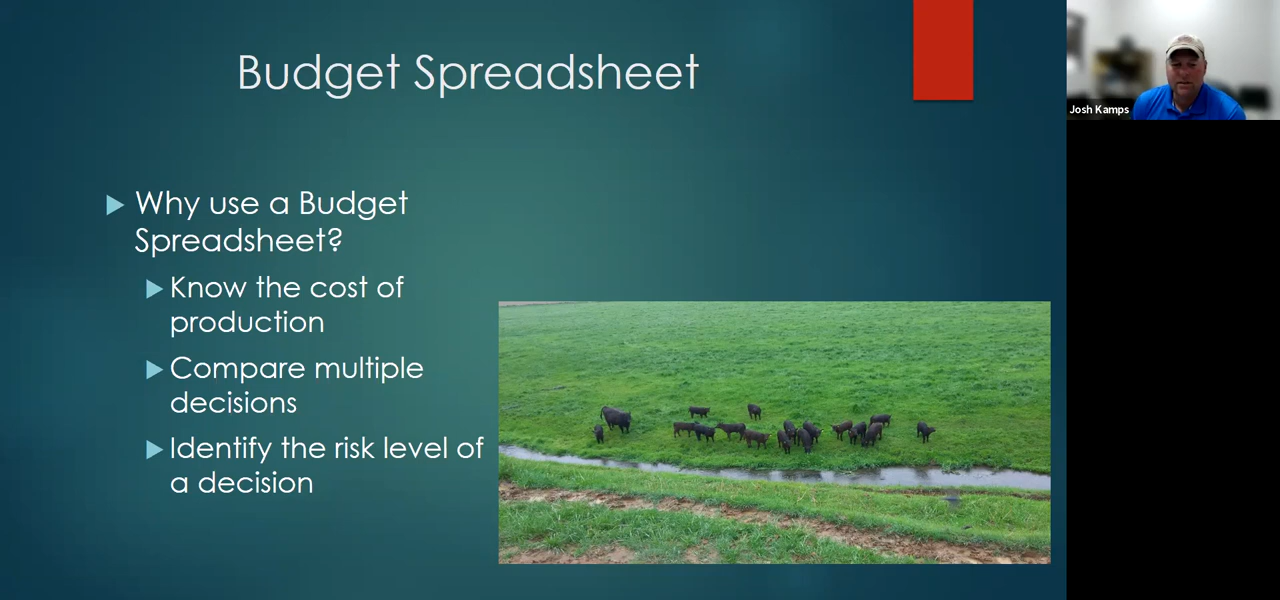 Budget Spreadsheet
Why use a Budget
Spreadsheet?
Know the cost of
production
Compare multiple
decisions
Identify the risk level of
a decision
Josh Kamps